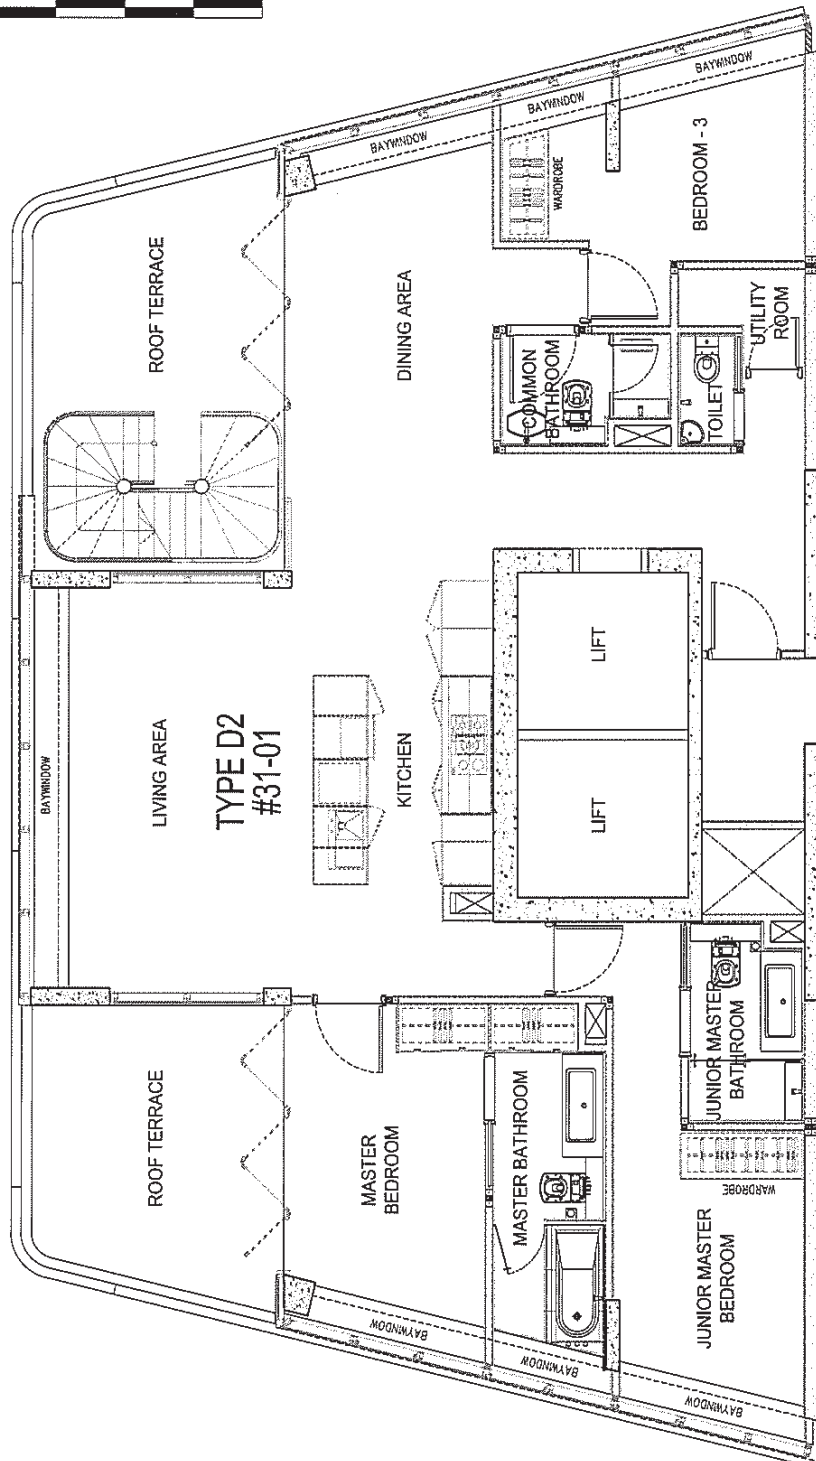 BAYWINDOW
BAYWINDOW
BAYWINDOW
WARDROBE
BEDROOM - 3
ROOF TERRACE
DINING AREA
COMMON
BATHROOM
TOILET
UTILITY
ROOM
BAYWINDOW
LIVING AREA
TYPE D2
#31-01
KITCHEN
LIFT
LIFT
ROOF TERRACE
MASTER
BEDROOM
MASTER BATHROOM
JUNIOR MASTER
BATHROOM
WARDROBE
JUNIOR MASTER
BEDROOM
BAYWINDOW
BAYWINDOW
BAYWINDOW